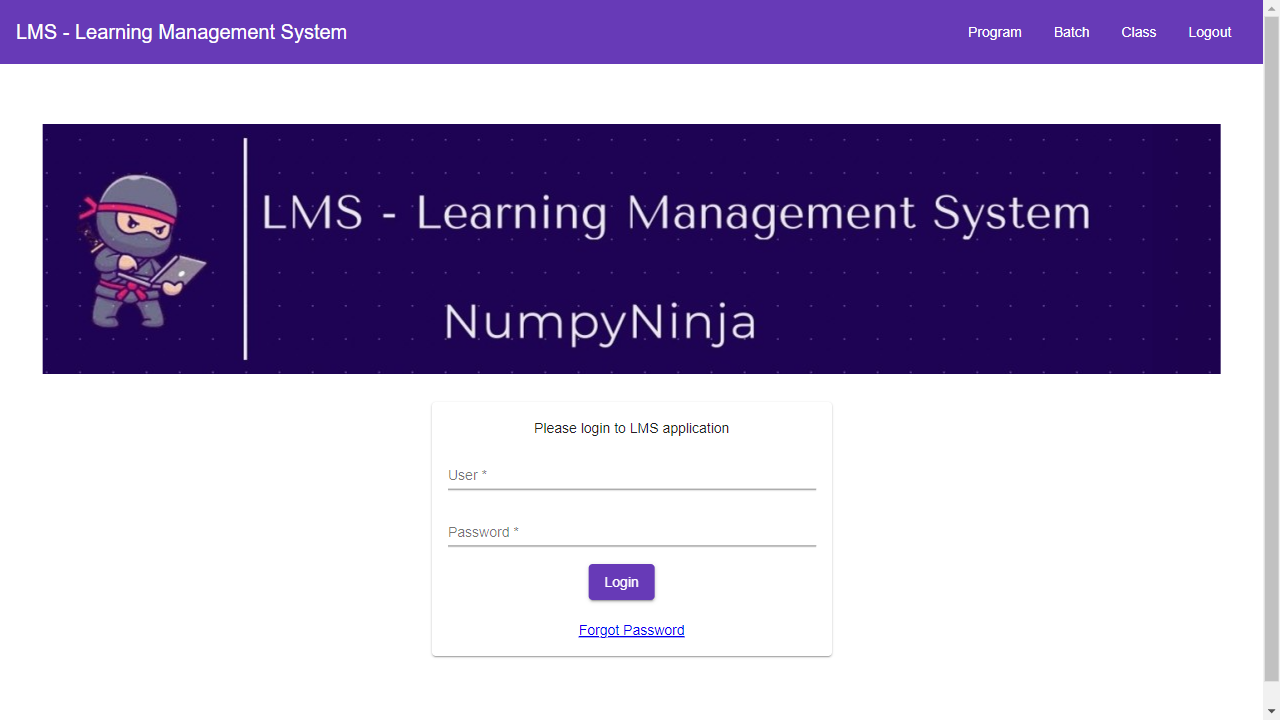 LMS - Learning Management System
Program
Batch
Class
Logout
LMS - Learning Management System
NumpyNinja
Please login to LMS application
User *
Password *
Login
Forgot Password